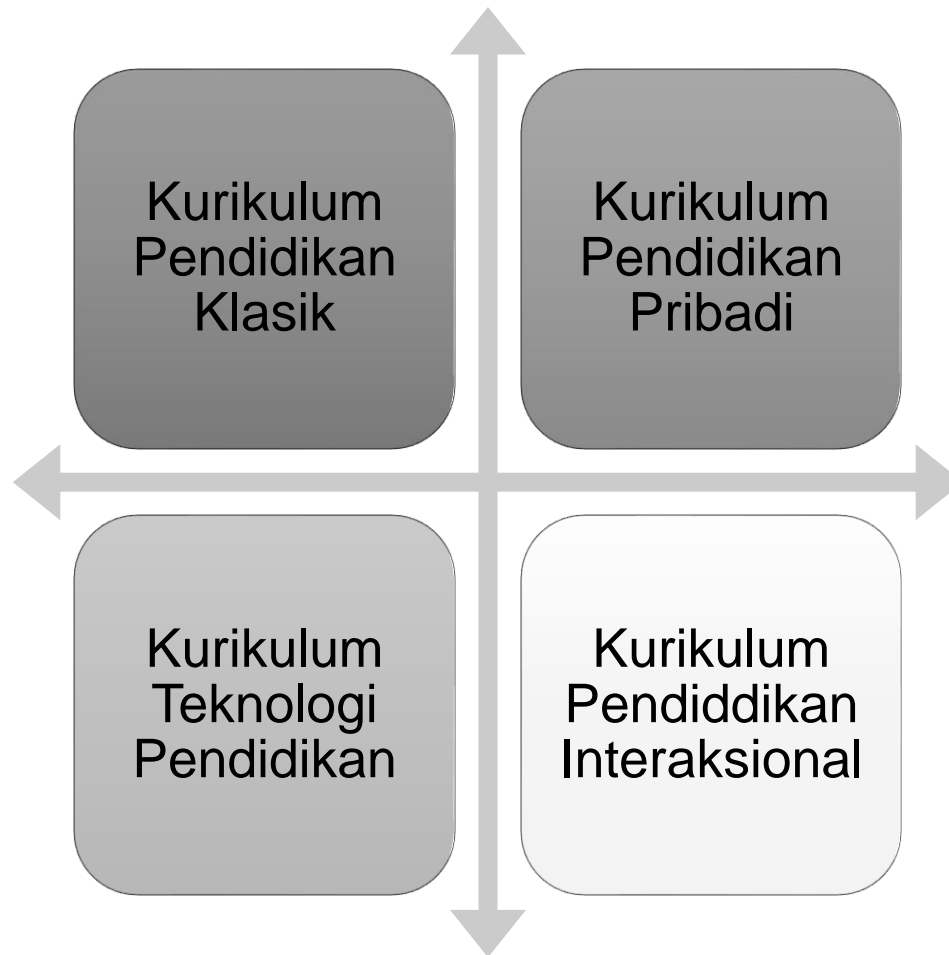 Kurikulum
Pendidikan
Klasik
Kurikulum
Pendidikan
Pribadi
Kurikulum
Teknologi
Pendidikan
Kurikulum
Pendiddikan
Interaksional